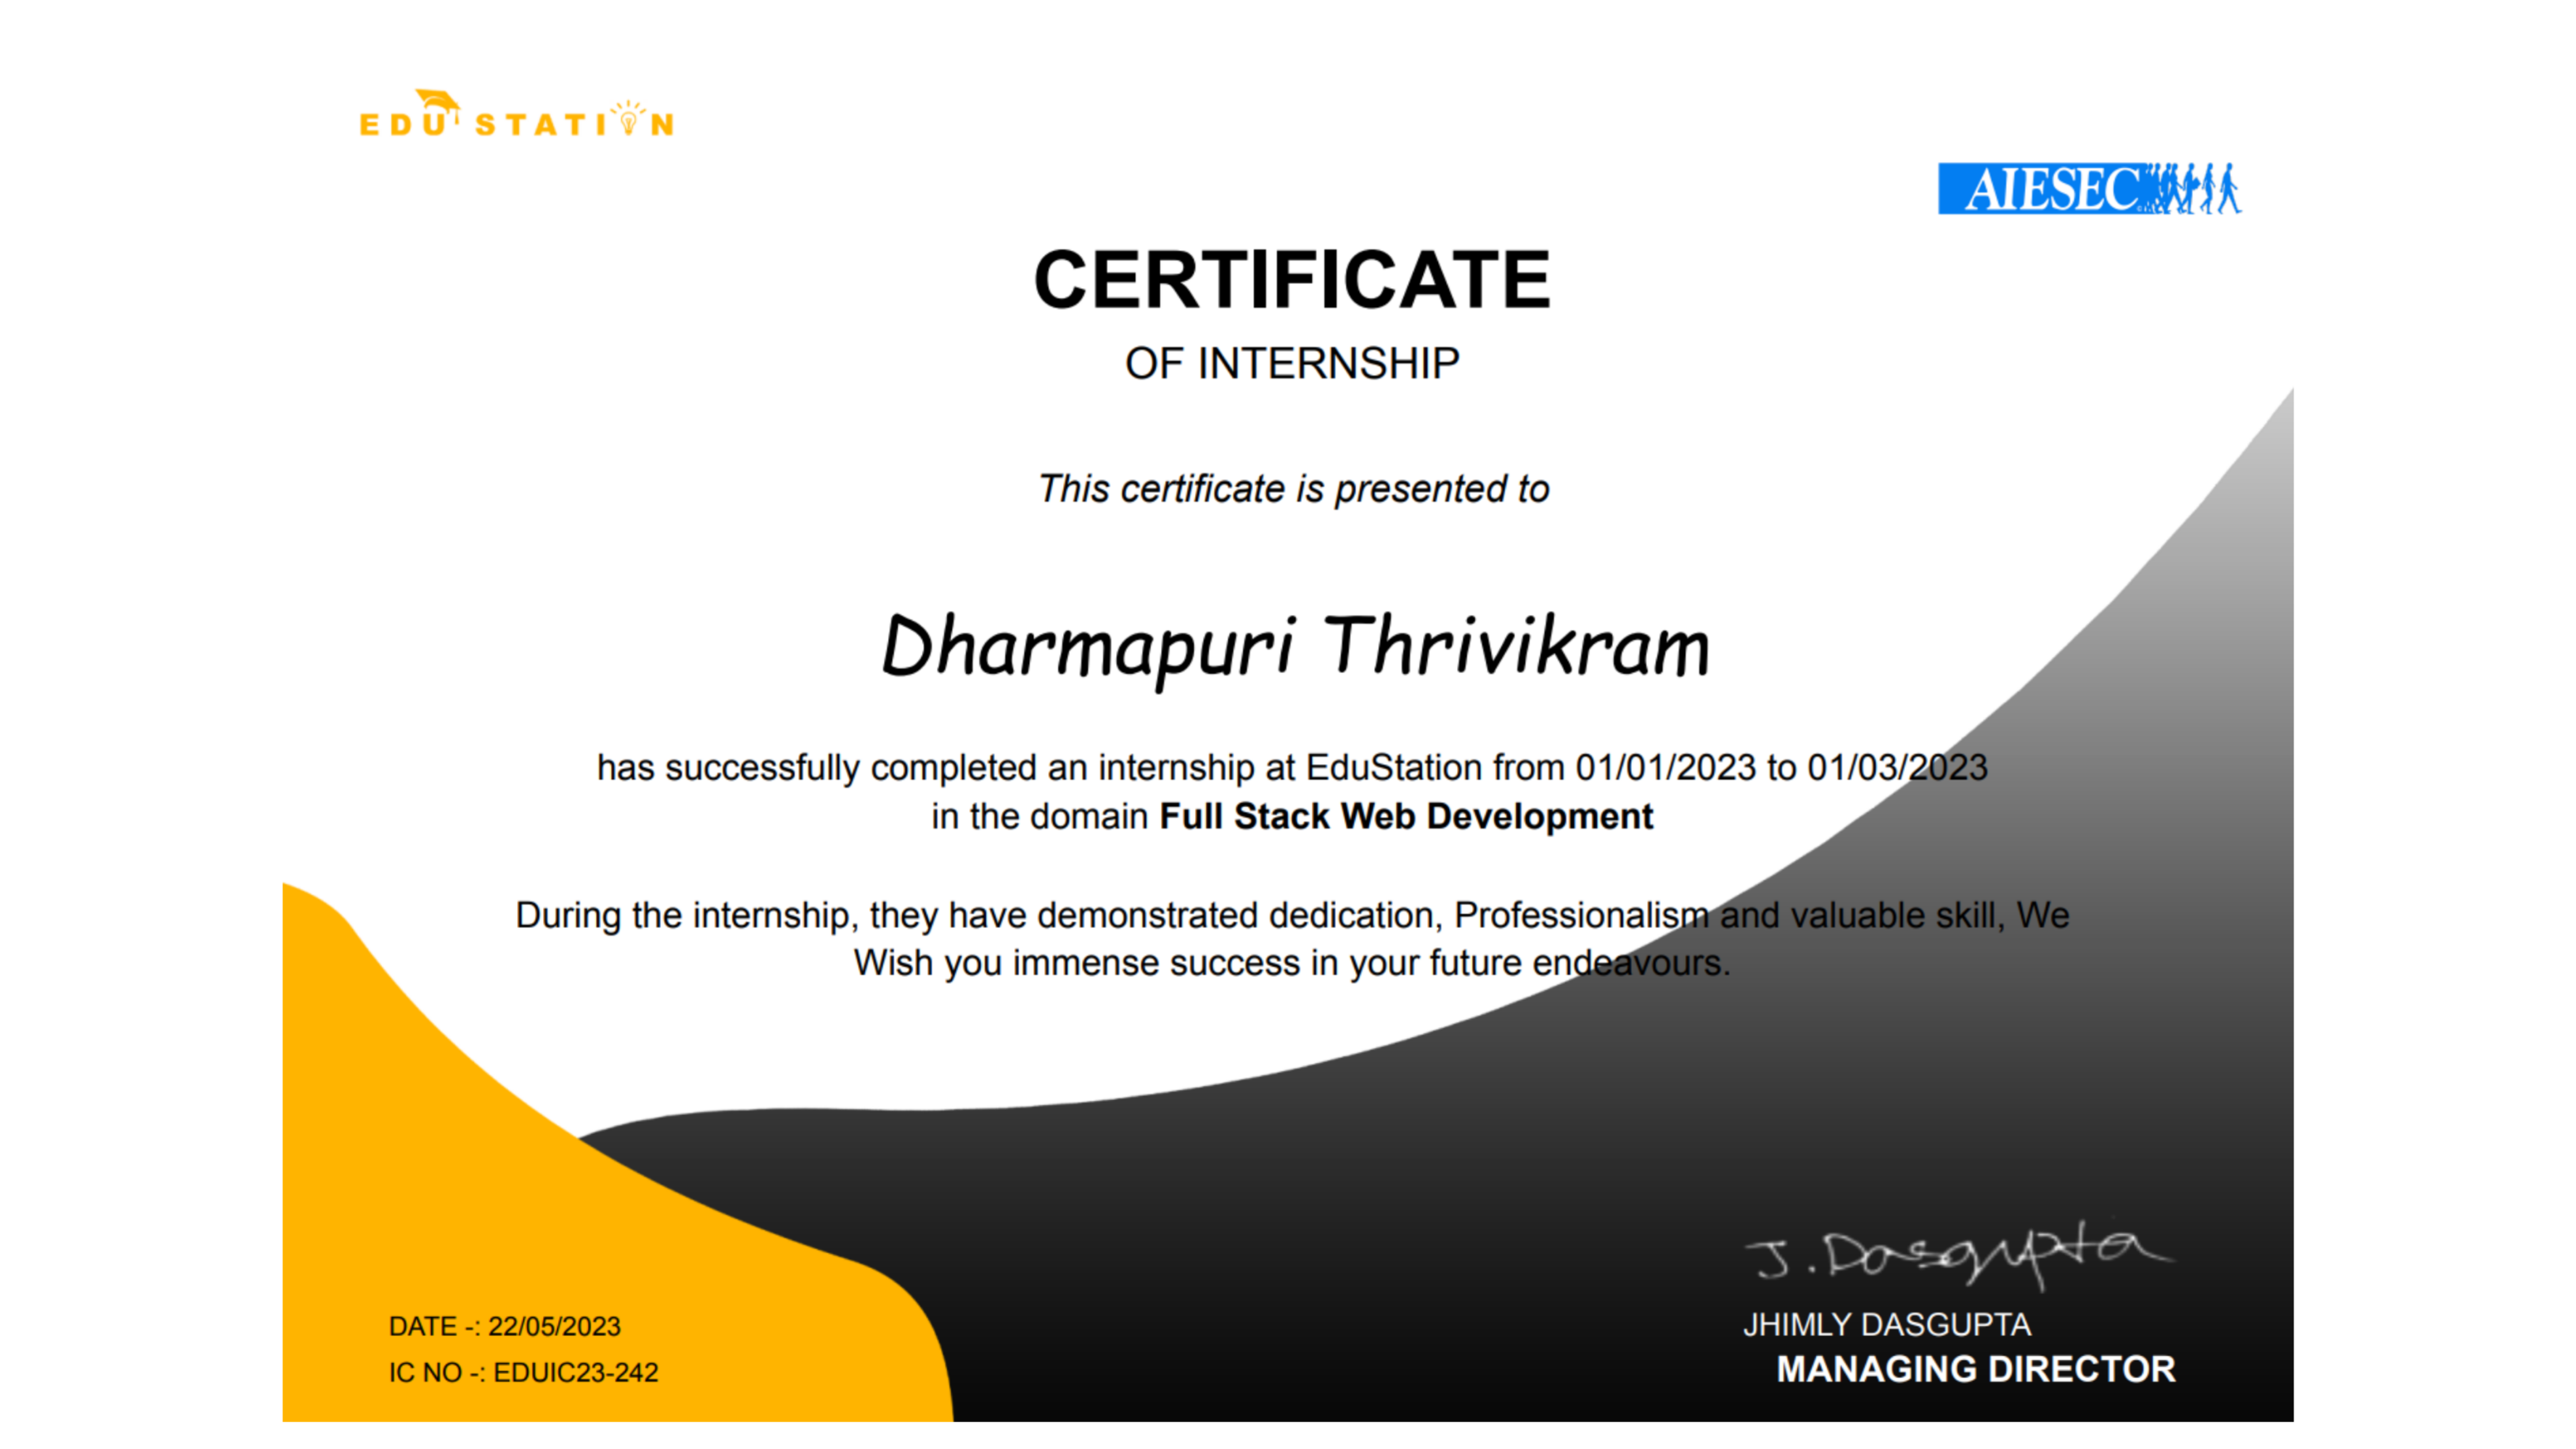 EDU STATION
AIESEC
CERTIFICATE
OF INTERNSHIP
This certificate is presented to
Dharmapuri Thrivikram
has successfully completed an internship at EduStation from 01/01/2023 to 01/03/2023
in the domain Full Stack Web Development
During the internship, they have demonstrated dedication, Professionalism and valuable skill, We
Wish you immense success in your future endeavours.
J. Dasgupta
JHIMLY DASGUPTA
MANAGING DIRECTOR
DATE -: 22/05/2023
IC NO -: EDUIC23-242